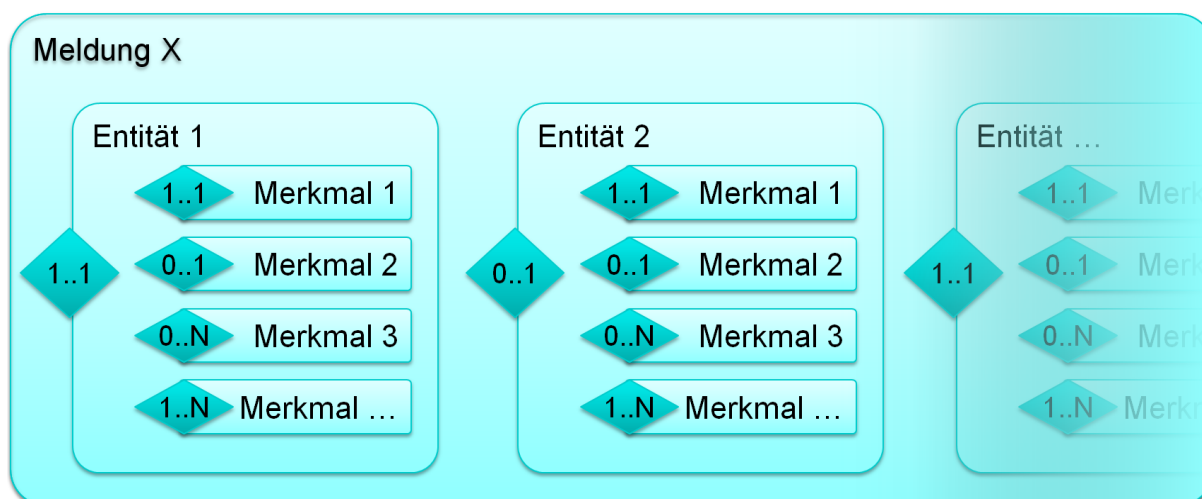 Meldung X
Entität 1
1..1
1..1 Merkmal 1
0..1 Merkmal 2
0..N Merkmal 3
1..N Merkmal …
Entität 2
0..1
1..1 Merkmal 1
0..1 Merkmal 2
0..N Merkmal 3
1..N Merkmal …
Entität …
1..1
1..1
0..1
0..N
1..N